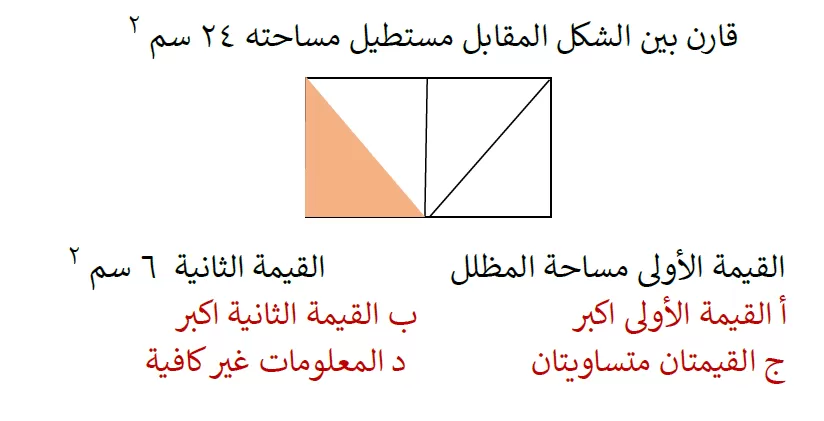 قارن بين الشكل المقابل مستطيل مساحته ٢٤ سم ٢
القيمة الأولى مساحة المظلل القيمة الثانية ٦ سم ٢
أ القيمة الأولى اكبر ب القيمة الثانية اكبر
ج القيمتان متساويتان د المعلومات غير كافية